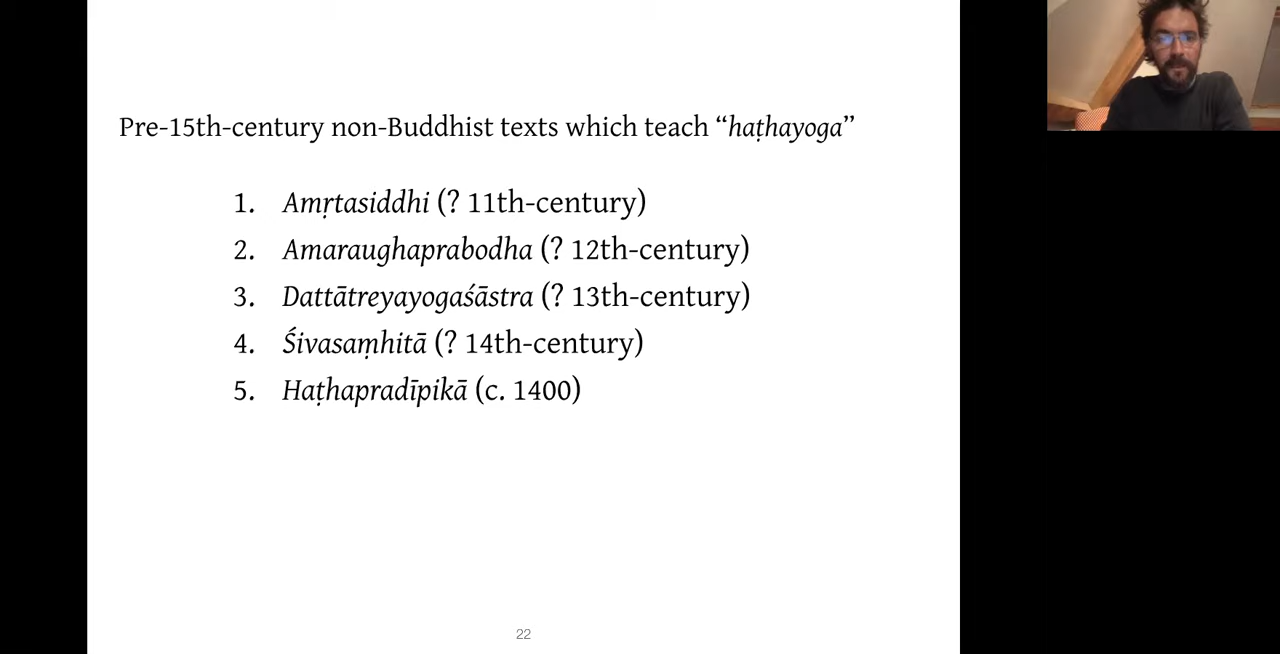 Pre-15th-century non-Buddhist texts which teach “haṭhayoga”
1. Amṛtasiddhi (? 11th-century)
2. Amaraughaprabodha (? 12th-century)
3. Dattātreyayogaśāstra (? 13th-century)
4. Śivasaṃhitā (? 14th-century)
5. Haṭhapradīpikā (c. 1400)
22